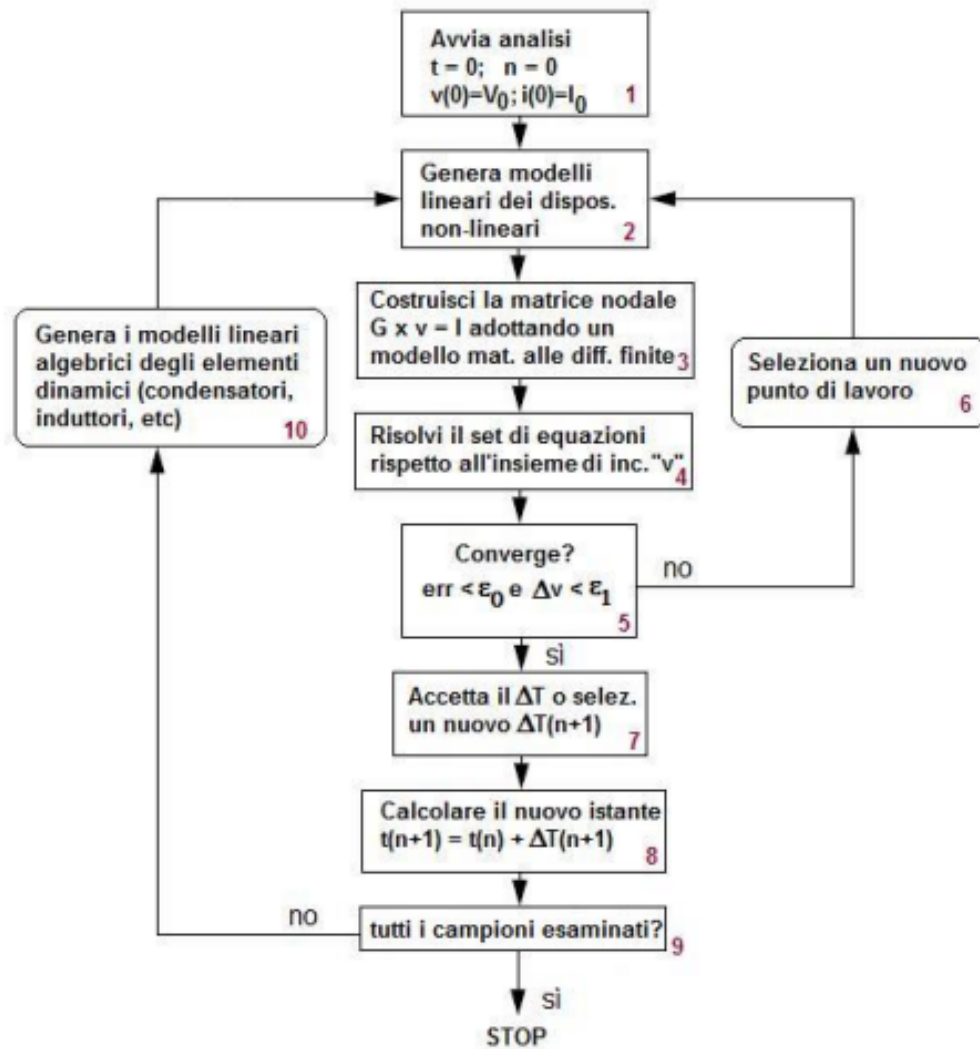 Avvia analisi
t = 0; n = 0
v(0)=V0; i(0)=I0
1
Genera modelli
lineari dei dispos.
non-lineari
2
Costruisci la matrice nodale
G x v = I adottando un
modello mat. alle diff. finite
3
Risolvi il set di equazioni
rispetto all'insieme di inc. "v"
4
Converge?
err < ε0 e Δv < ε1
5
no
Seleziona un nuovo
punto di lavoro
6
sì
Accetta il ΔT o selez.
un nuovo ΔT(n+1)
7
Calcolare il nuovo istante
t(n+1) = t(n) + ΔT(n+1)
8
tutti i campioni esaminati?
9
no
Genera i modelli lineari
algebrici degli elementi
dinamici (condensatori,
induttori, etc)
10
sì
STOP